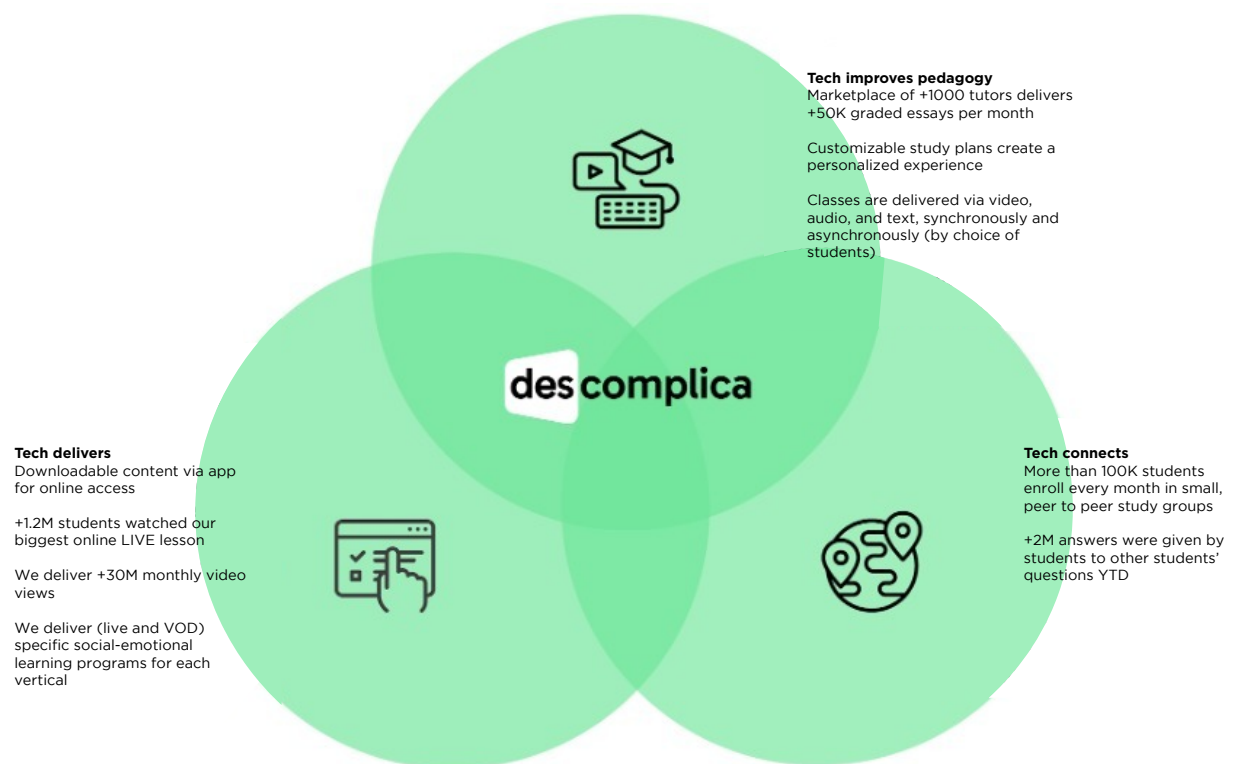 Tech improves pedagogy
Marketplace of +1000 tutors delivers
+50K graded essays per month
Customizable study plans create a
personalized experience
Classes are delivered via video,
audio, and text, synchronously and
asynchronously (by choice of
students)
descomplica
Tech delivers
Downloadable content via app
for online access
+1.2M students watched our
biggest online LIVE lesson
We deliver +30M monthly video
views
We deliver (live and VOD)
specific social-emotional
learning programs for each
vertical
Tech connects
More than 100K students
enroll every month in small,
peer to peer study groups
+2M answers were given by
students to other students’
questions YTD